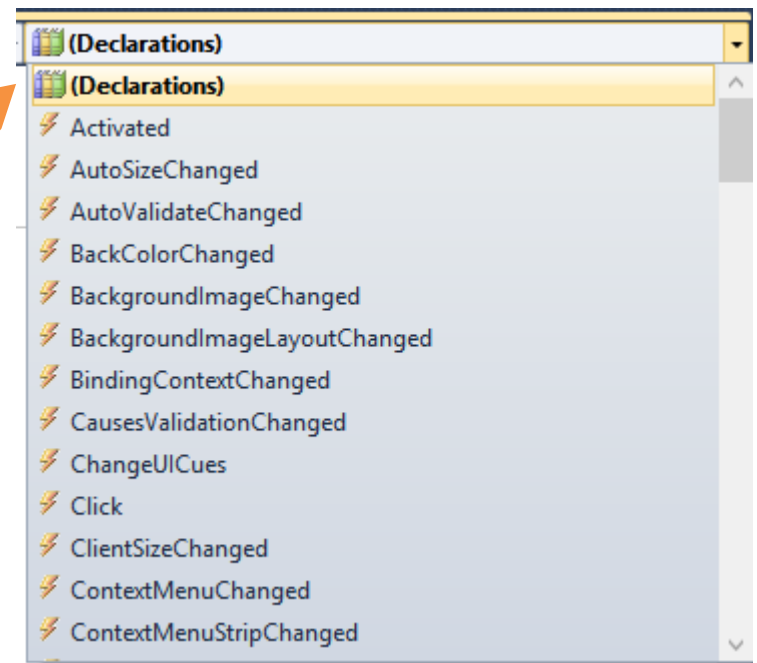 (Declarations)
(Declarations)
Activated
AutoSizeChanged
AutoValidateChanged
BackColorChanged
BackgroundImageChanged
BackgroundImageLayoutChanged
BindingContextChanged
CausesValidationChanged
ChangeUICues
Click
ClientSizeChanged
ContextMenuChanged
ContextMenuStripChanged